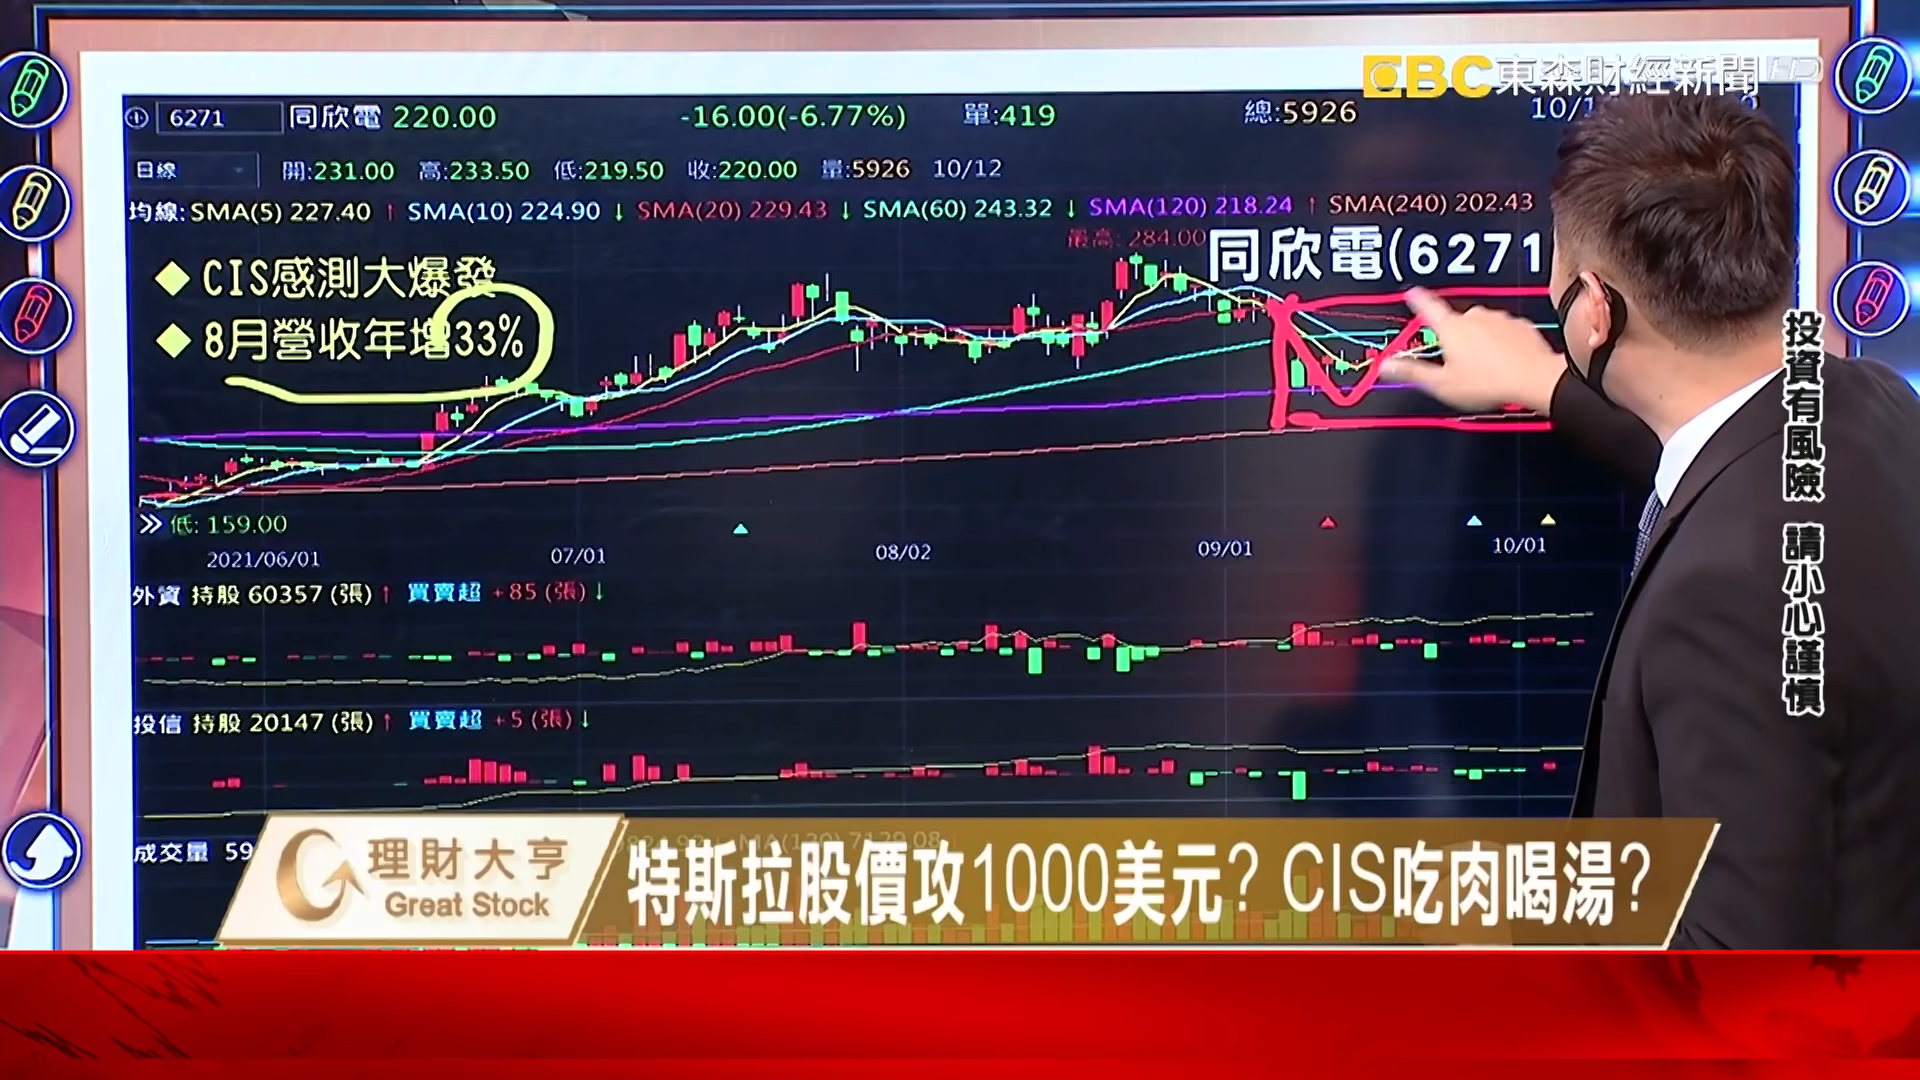 EBC 東森財經新聞 HD
6271 同欣電 220.00 -16.00(-6.77%) 單:419 總:5926
日線 開:231.00 高:233.50 低:219.50 收:220.00 量:5926 10/12
均線: SMA(5) 227.40 ↑ SMA(10) 224.90 ↓ SMA(20) 229.43 ↓ SMA(60) 243.32 ↓ SMA(120) 218.24 ↑ SMA(240) 202.43
最高: 284.00
同欣電(6271
◆ CIS感測大爆發
◆ 8月營收年增33%
低: 159.00
2021/06/01 07/01 08/02 09/01 10/01
外資 持股 60357 (張) ↑ 買賣超 +85 (張) ↓
投信 持股 20147 (張) ↑ 買賣超 +5 (張) ↓
成交量 59
理財大亨
Great Stock
特斯拉股價攻1000美元? CIS吃肉喝湯?
投資有風險 請小心謹慎